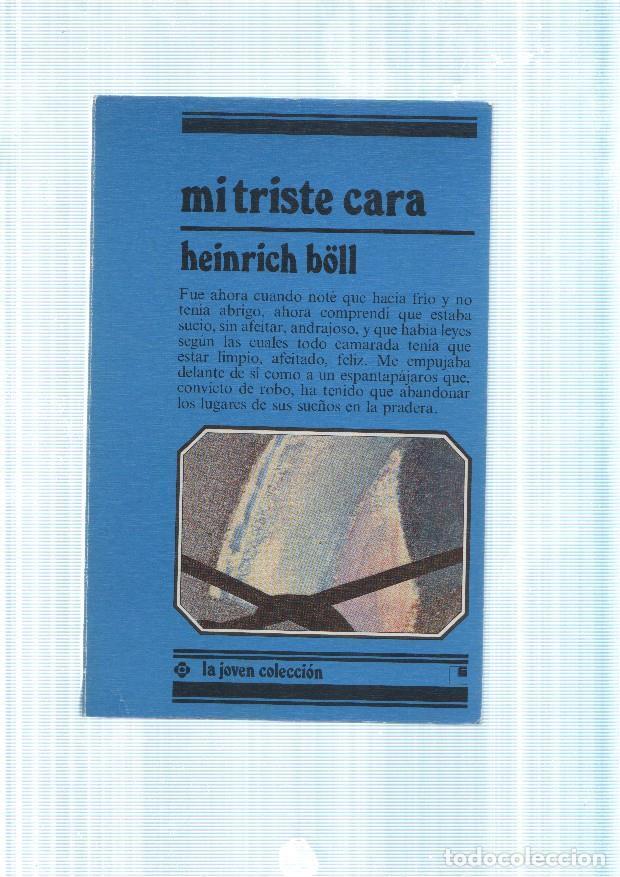 mi triste cara
heinrich böll
Fue ahora cuando noté que hacía frío y no
tenía abrigo, ahora comprendí que estaba
sucio, sin afeitar, andrajoso, y que había leyes
según las cuales todo camarada tenía que
estar limpio, afeitado, feliz. Me empujaba
delante de sí como a un espantapájaros que,
convicto de robo, ha tenido que abandonar
los lugares de sus sueños en la pradera.
la joven colección
todocoleccion